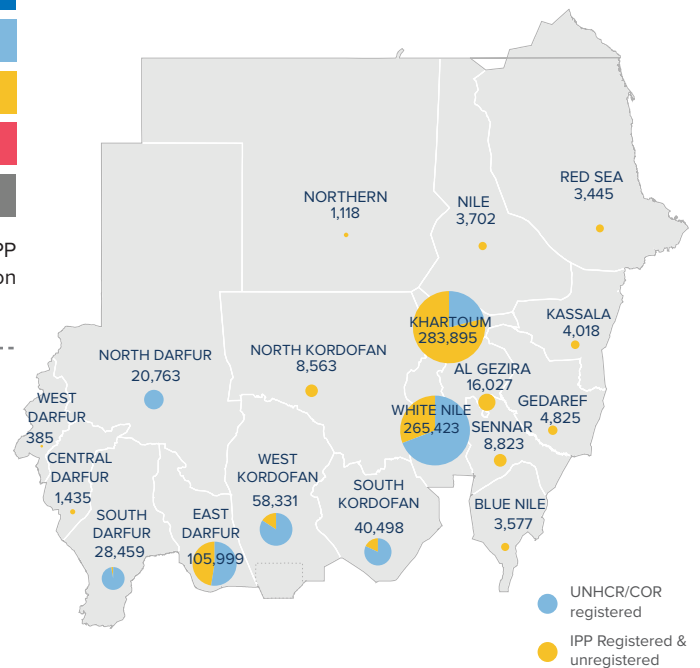 PP
on
NORTHERN
1,118
NILE
3,702
RED SEA
3,445
KHARTOUM
283,895
KASSALA
4,018
NORTH DARFUR
20,763
NORTH KORDOFAN
8,563
AL GEZIRA
16,027
WEST
DARFUR
385
WHITE NILE
265,423
GEDAREF
4,825
SENNAR
8,823
CENTRAL
DARFUR
1,435
WEST
KORDOFAN
58,331
SOUTH
KORDOFAN
40,498
SOUTH
DARFUR
28,459
EAST
DARFUR
105,999
BLUE NILE
3,577
UNHCR/COR
registered
IPP Registered &
unregistered